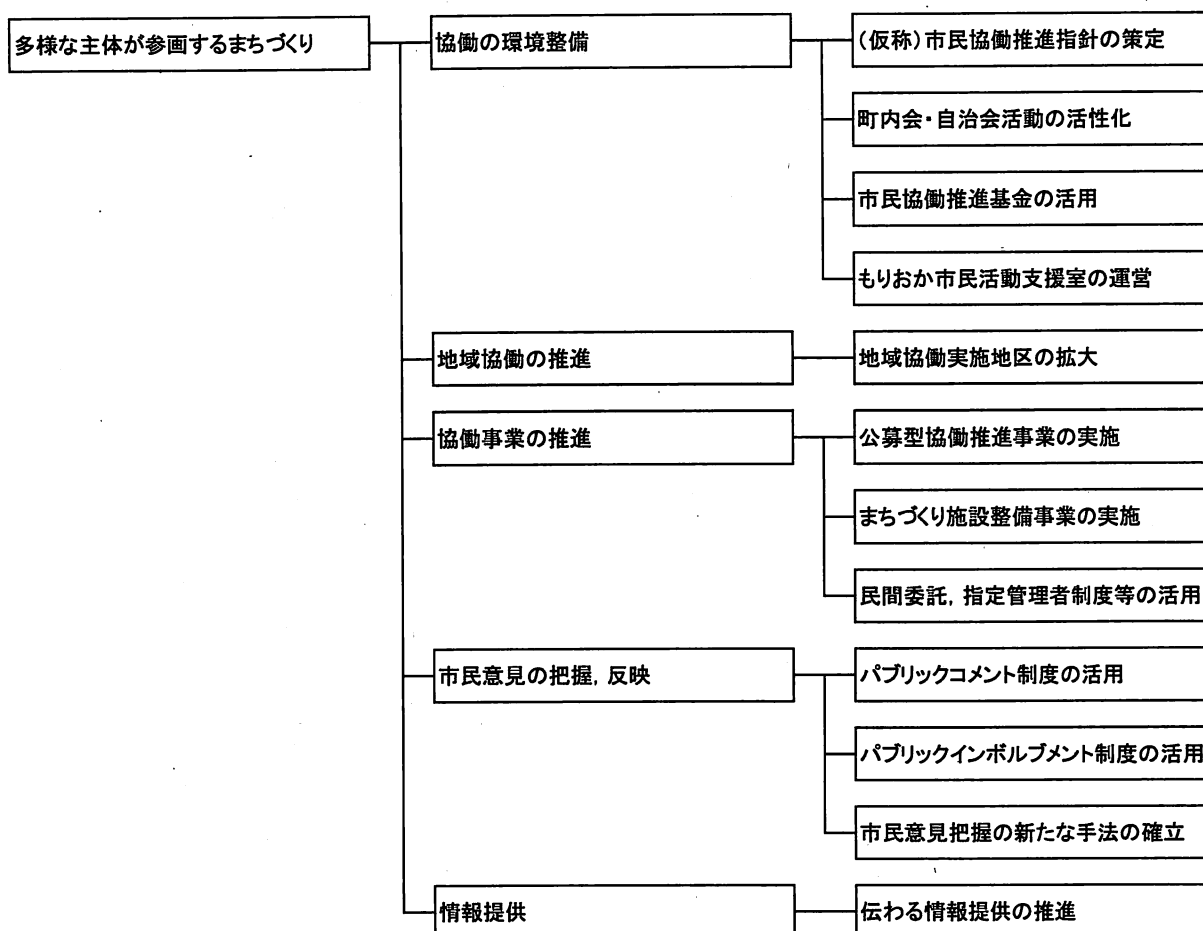 多様な主体が参画するまちづくり
協働の環境整備
(仮称)市民協働推進指針の策定
町内会・自治会活動の活性化
市民協働推進基金の活用
もりおか市民活動支援室の運営
地域協働の推進
地域協働実施地区の拡大
協働事業の推進
公募型協働推進事業の実施
まちづくり施設整備事業の実施
民間委託, 指定管理者制度等の活用
市民意見の把握, 反映
パブリックコメント制度の活用
パブリックインボルブメント制度の活用
市民意見把握の新たな手法の確立
情報提供
伝わる情報提供の推進